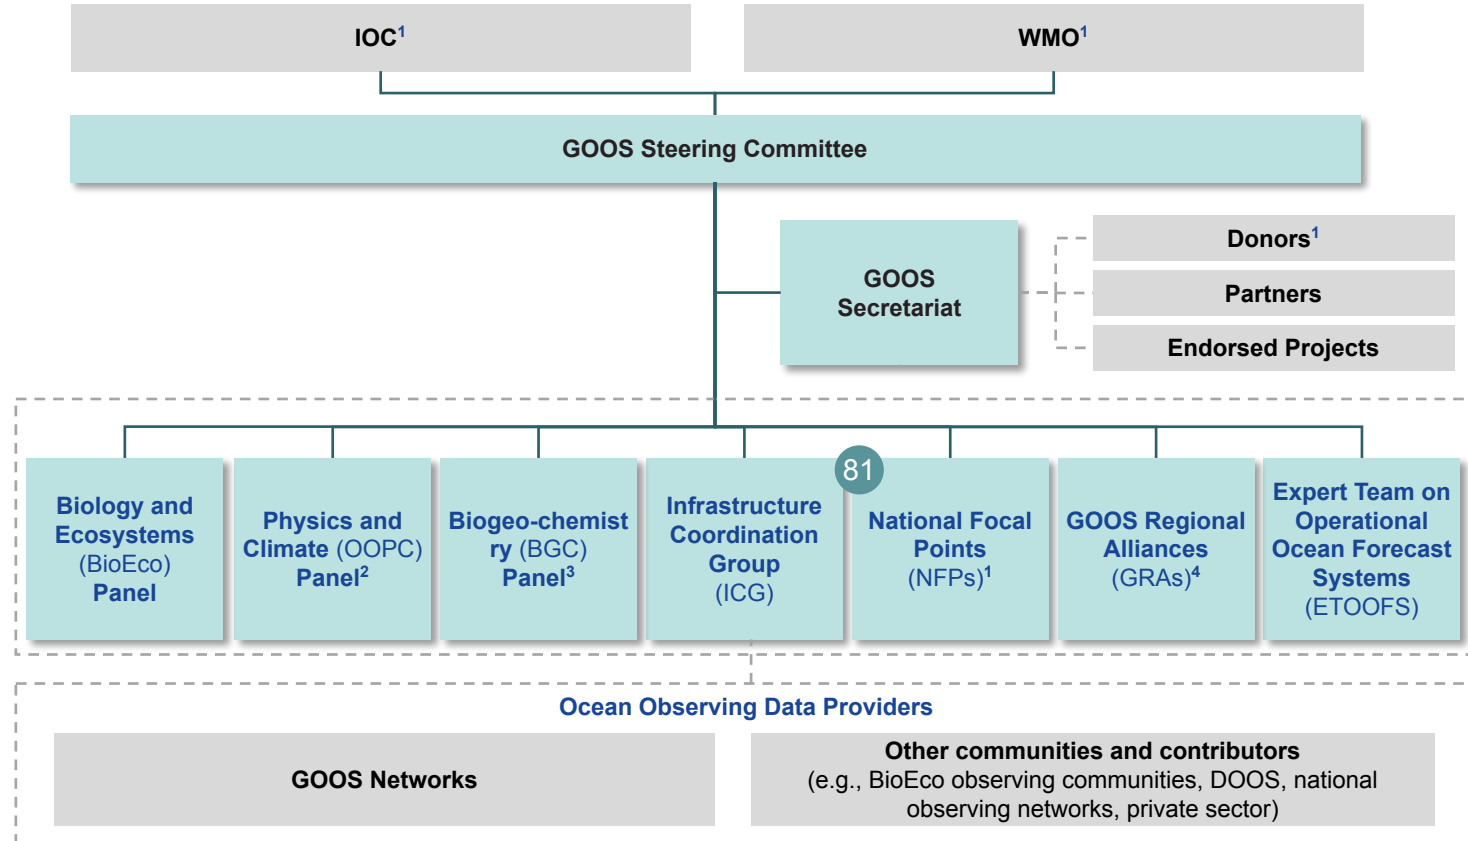 IOC¹
WMO¹
GOOS Steering Committee
GOOS
Secretariat
Donors¹
Partners
Endorsed Projects
Biology and
Ecosystems
(BioEco)
Panel
Physics and
Climate (OOPC)
Panel²
Biogeo-chemist
ry (BGC)
Panel³
Infrastructure
Coordination
Group
(ICG)
81
National Focal
Points
(NFPs)¹
GOOS Regional
Alliances
(GRAs)⁴
Expert Team on
Operational
Ocean Forecast
Systems
(ETOOFS)
Ocean Observing Data Providers
GOOS Networks
Other communities and contributors
(e.g., BioEco observing communities, DOOS, national
observing networks, private sector)